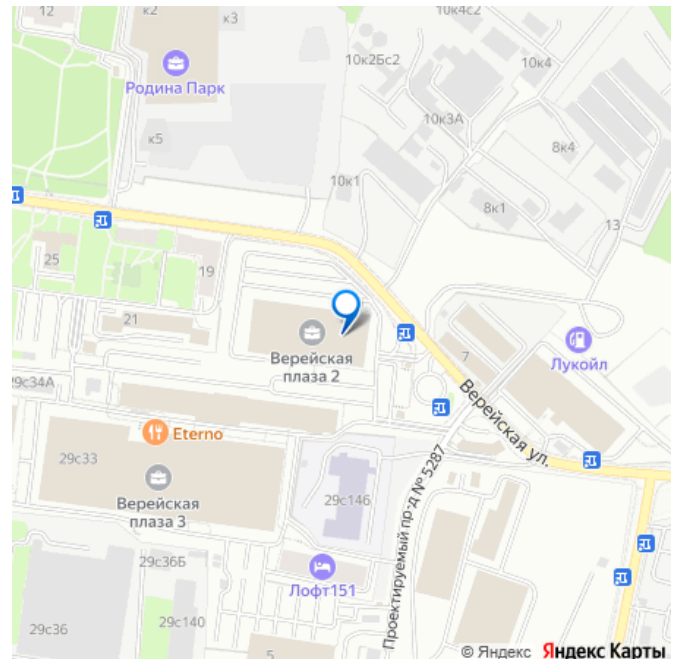 12
к2
к3
10к4с2
10к2Бс2
10к4
Родина Парк
10к3А
к5
8к4
10к1
8к1
13
25
19
21
Верейская
плаза 2
7
Лукойл
29с34А
Верейская ул.
Eterno
29с33
Верейская
плаза 3
29с146
Проектируемый пр-д № 5287
29с36Б
Лофт151
29с36
29с140
5
© Яндекс Яндекс Карты